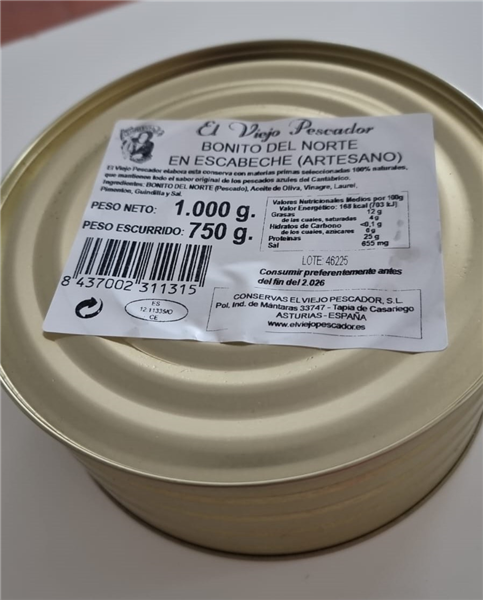 El Viejo Pescador
BONITO DEL NORTE
EN ESCABECHE (ARTESANO)
El Viejo Pescador elabora esta conserva con materias primas seleccionadas 100% naturales,
que mantienen todo el sabor original de los pescados azules del Cantábrico.
Ingredientes: BONITO DEL NORTE (Pescado), Aceite de Oliva, Vinagre, Laurel,
Pimentón, Guindilla y Sal.
PESO NETO: 1.000 g.
PESO ESCURRIDO: 750 g.
Valores Nutricionales Medios por 100g
Valor Energético: 168 kcal (703 kJ)
Grasas 12 g
de las cuales, saturadas 4 g
Hidratos de Carbono <0,1 g
de los cuales, azúcares 0 g
Proteinas 25 g
Sal 655 mg
8 437002 311315
LOTE: 46225
Consumir preferentemente antes
del fin del 2.026
ES
CE
CONSERVAS EL VIEJO PESCADOR, S.L.
Pol. Ind. de Mántaras 33747 - Tapia de Casariego
ASTURIAS - ESPAÑA
www.elviejopescador.es